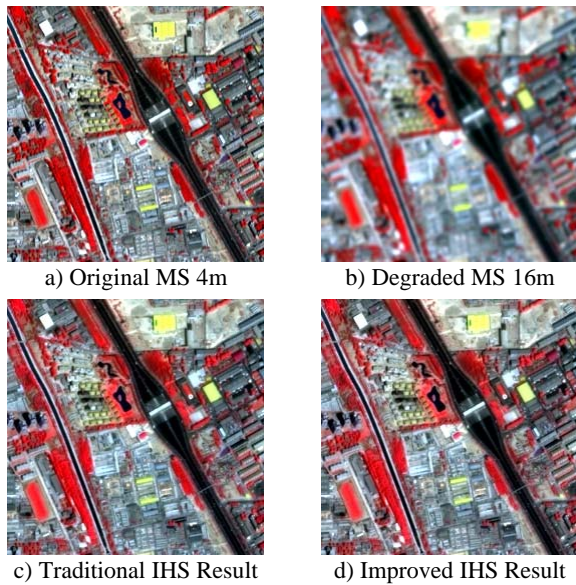 a) Original MS 4m
b) Degraded MS 16m
c) Traditional IHS Result
d) Improved IHS Result